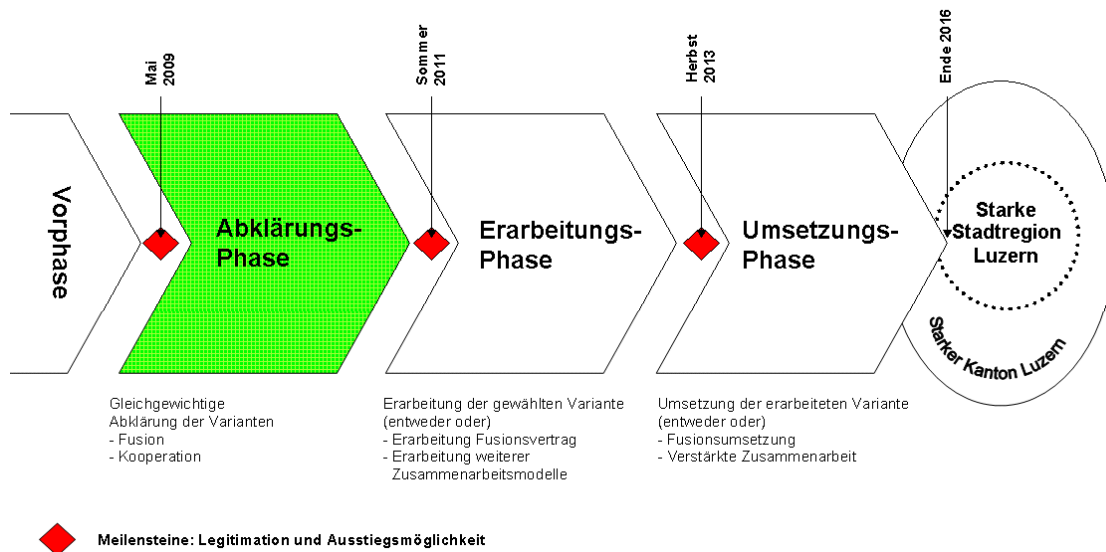 Mai
2009
Sommer
2011
Herbst
2013
Ende 2016
Vorphase
Abklärungs-
Phase
Erarbeitungs-
Phase
Umsetzungs-
Phase
Starke
Stadtregion
Luzern
Starker Kanton Luzern
Gleichgewichtige
Abklärung der Varianten
- Fusion
- Kooperation
Erarbeitung der gewählten Variante
(entweder oder)
- Erarbeitung Fusionsvertrag
- Erarbeitung weiterer
Zusammenarbeitsmodelle
Umsetzung der erarbeiteten Variante
(entweder oder)
- Fusionsumsetzung
- Verstärkte Zusammenarbeit
Meilensteine: Legitimation und Ausstiegsmöglichkeit